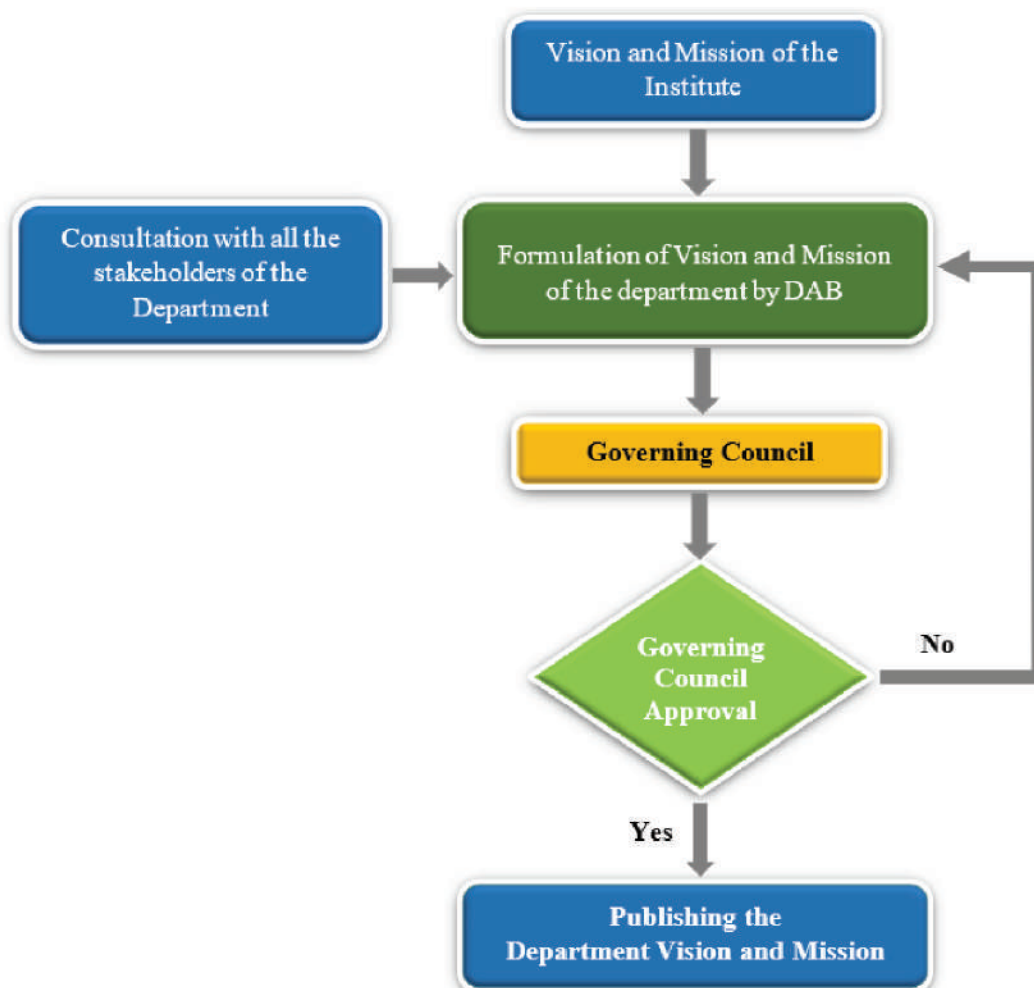 Vision and Mission of the
Institute
Consultation with all the
stakeholders of the
Department
Formulation of Vision and Mission
of the department by DAB
Governing Council
Governing
Council
Approval
No
Yes
Publishing the
Department Vision and Mission